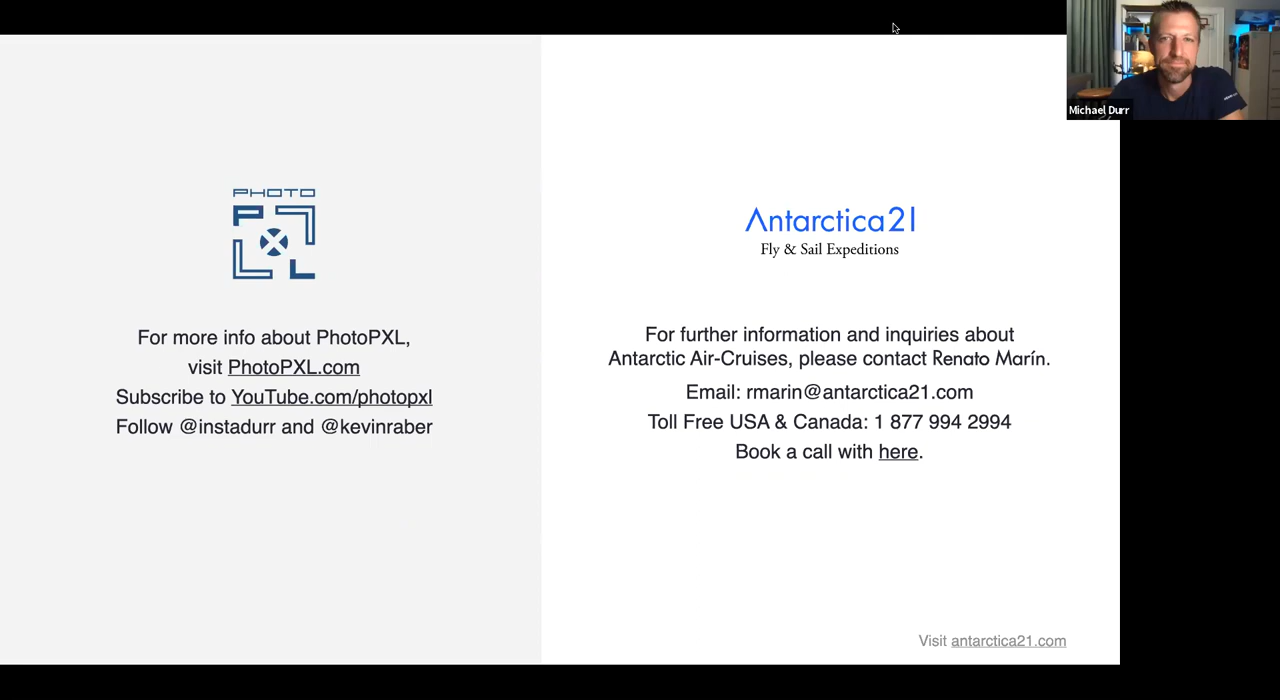 PHOTO
PXL
For more info about PhotoPXL,
visit PhotoPXL.com
Subscribe to YouTube.com/photopxl
Follow @instadurr and @kevinraber
Antarctica21
Fly & Sail Expeditions
For further information and inquiries about
Antarctic Air-Cruises, please contact Renato Marín.
Email: rmarin@antarctica21.com
Toll Free USA & Canada: 1 877 994 2994
Book a call with here.
Visit antarctica21.com
Michael Durr